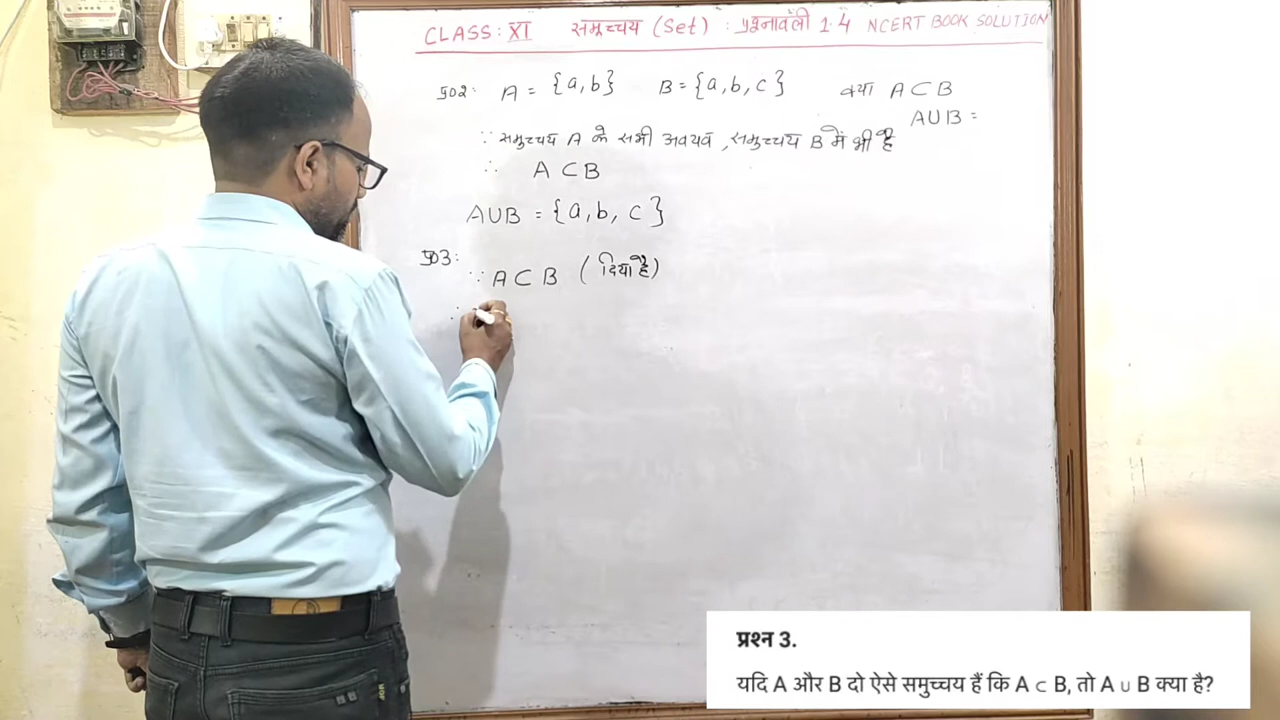 CLASS: XI समुच्चय (Set) : प्रश्नावली 1.4 NCERT BOOK SOLUTION
प्र02: A = {a,b} B = {a,b,c} क्या A ⊂ B
A∪B =
∵ समुच्चय A के सभी अवयव, समुच्चय B में भी है
∴ A ⊂ B
A∪B = {a,b,c}
प्र03:
∵ A ⊂ B (दिया है)
प्रश्न 3.
यदि A और B दो ऐसे समुच्चय हैं कि A ⊂ B, तो A ∪ B क्या है?